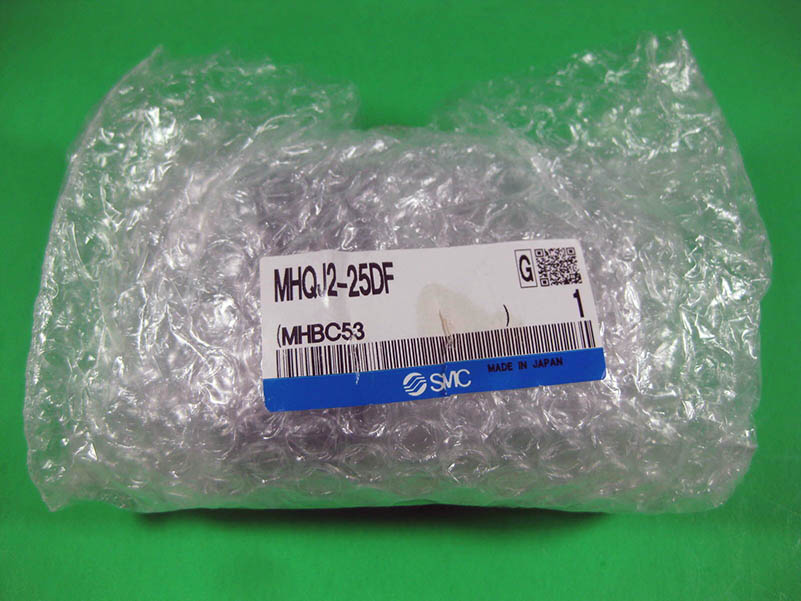 MHQJ2-25DF
G
1
(MHBC53 )
MADE IN JAPAN
SMC